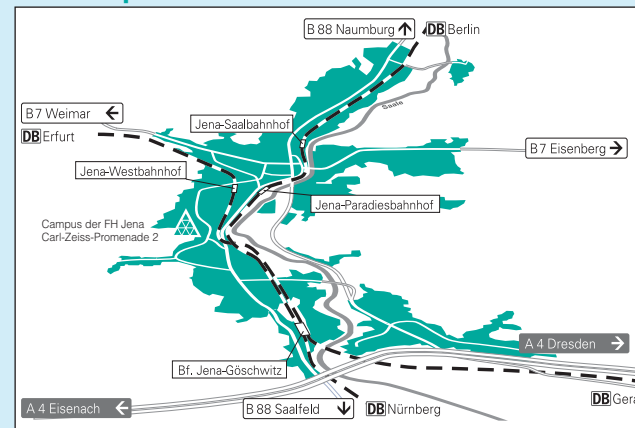 B 88 Naumburg ↑
DB Berlin
Saale
B 7 Weimar ←
DB Erfurt
Jena-Saalbahnhof
B 7 Eisenberg →
Jena-Westbahnhof
Jena-Paradiesbahnhof
Campus der FH Jena
Carl-Zeiss-Promenade 2
A 4 Dresden →
Bf. Jena-Göschwitz
A 4 Eisenach ←
B 88 Saalfeld ↓
DB Nürnberg
DB Gera